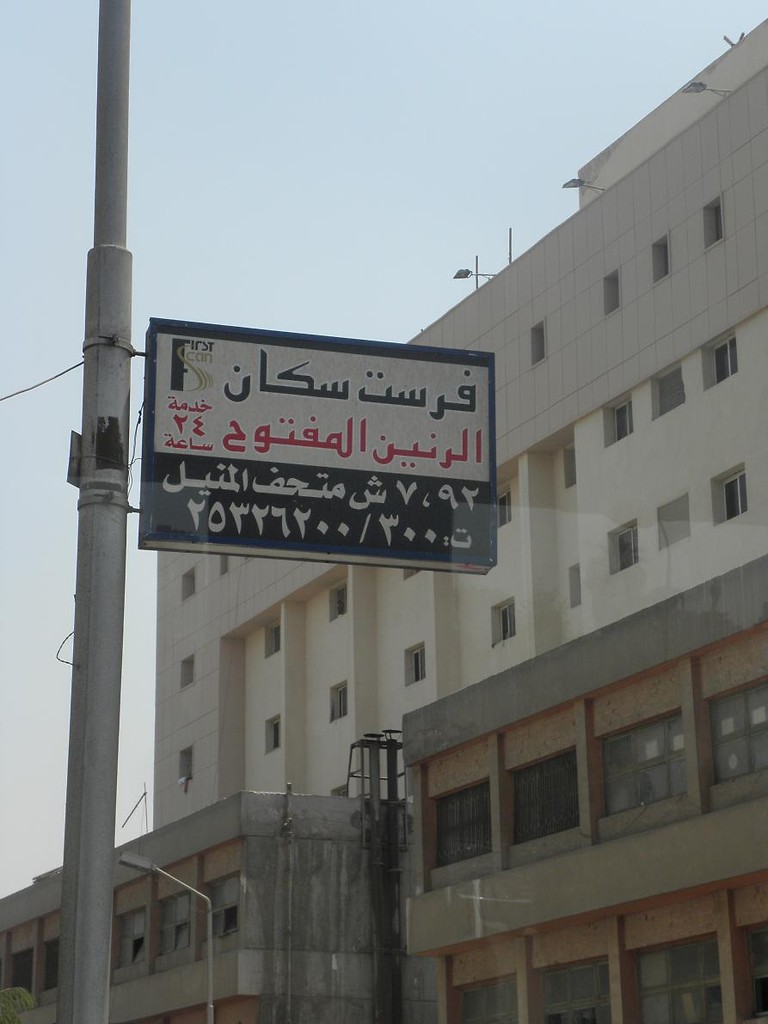 FIRST
Scan
فرست سكان
الرنين المفتوح
خدمة
٢٤
ساعة
٧،٩٢ ش متحف المنيل
ت: ٢٥٣٢٦٢٠٠/٣٠٠